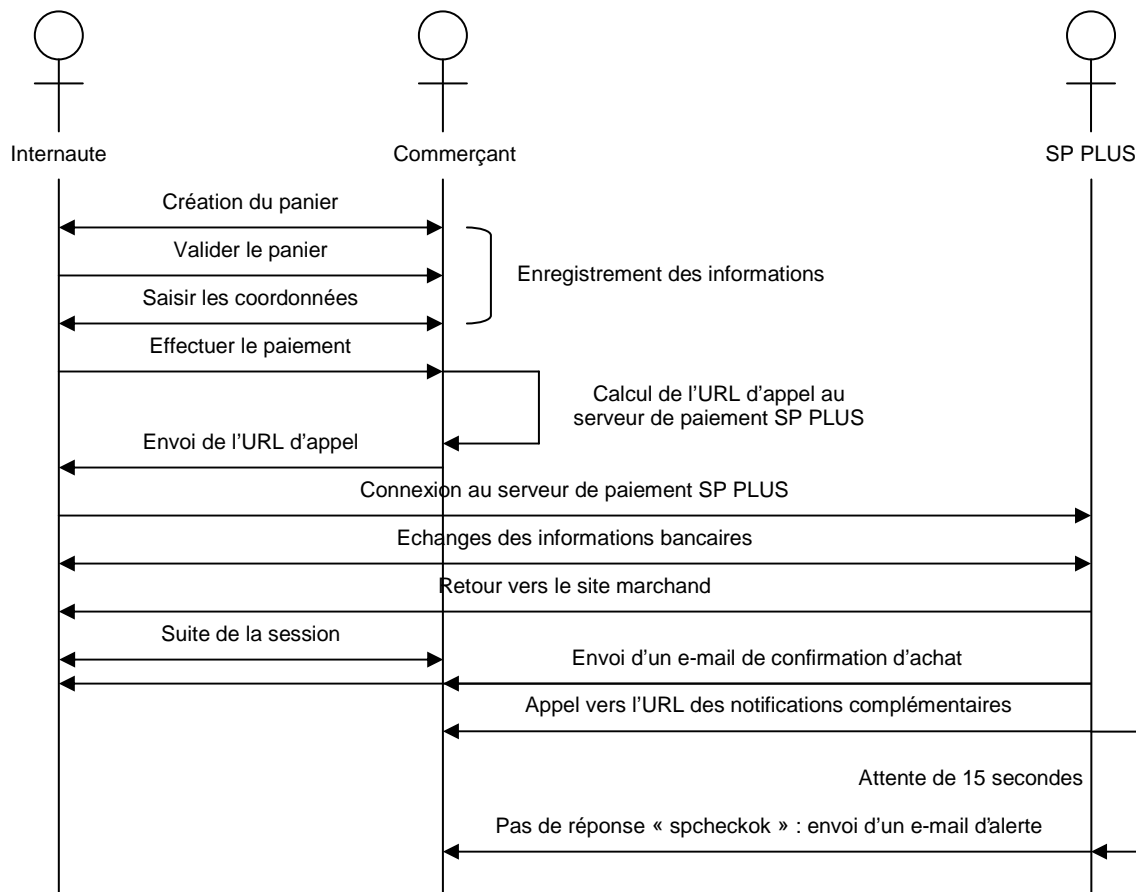 Internaute
Commerçant
SP PLUS
Création du panier
Valider le panier
Enregistrement des informations
Saisir les coordonnées
Effectuer le paiement
Calcul de l'URL d'appel au
serveur de paiement SP PLUS
Envoi de l'URL d'appel
Connexion au serveur de paiement SP PLUS
Echanges des informations bancaires
Retour vers le site marchand
Suite de la session
Envoi d'un e-mail de confirmation d'achat
Appel vers l'URL des notifications complémentaires
Attente de 15 secondes
Pas de réponse « spcheckok » : envoi d'un e-mail d'alerte